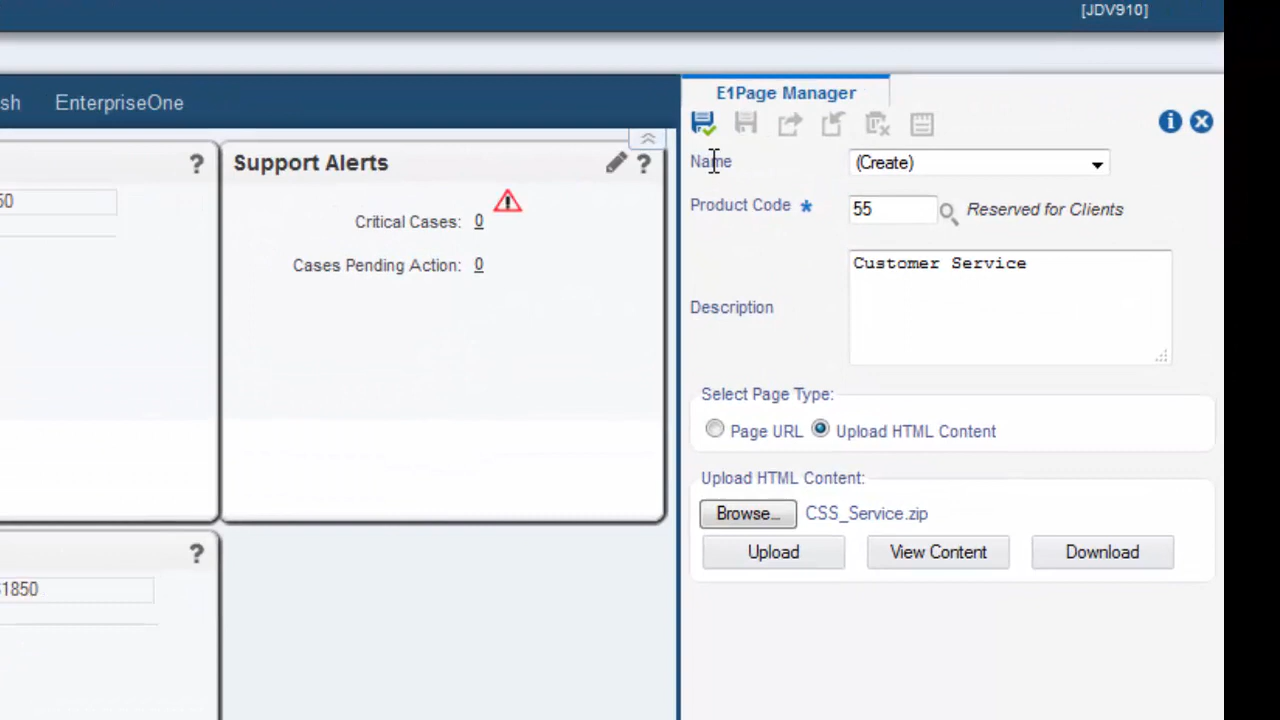 [JDV910]
sh EnterpriseOne
E1Page Manager
?
Support Alerts ?
50
Critical Cases: 0
Cases Pending Action: 0
?
1850
Name (Create)
Product Code * 55 Reserved for Clients
Description Customer Service
Select Page Type:
Page URL Upload HTML Content
Upload HTML Content:
Browse... CSS_Service.zip
Upload View Content Download